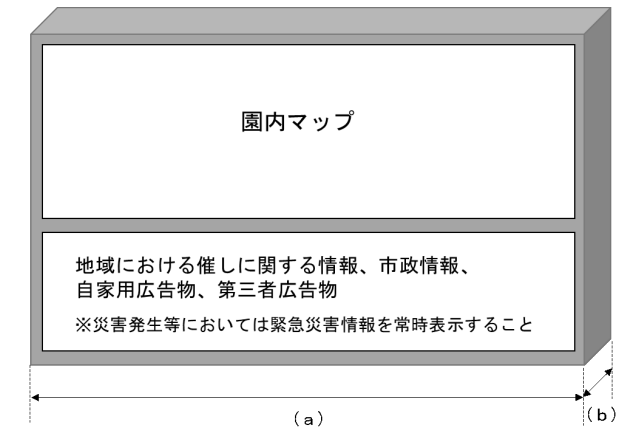 園内マップ
地域における催しに関する情報、市政情報、
自家用広告物、第三者広告物
※災害発生等においては緊急災害情報を常時表示すること
(a)
(b)